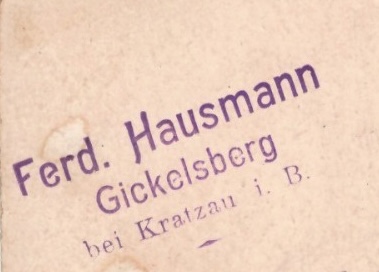 Ferd. Hausmann
Gickelsberg
bei Kratzau i. B.